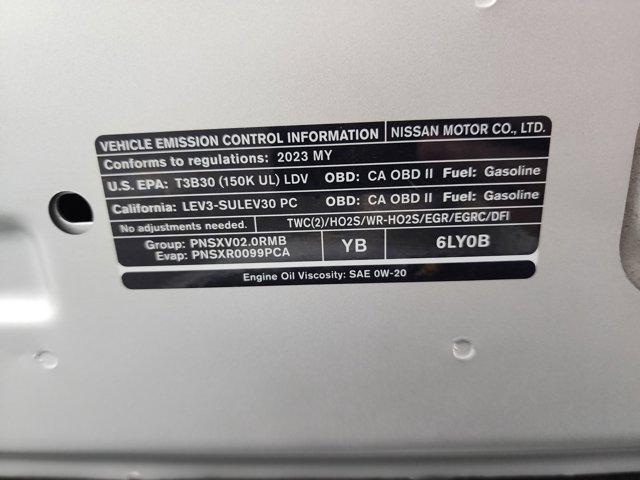 VEHICLE EMISSION CONTROL INFORMATION NISSAN MOTOR CO., LTD.
Conforms to regulations: 2023 MY
U.S. EPA: T3B30 (150K UL) LDV OBD: CA OBD II Fuel: Gasoline
California: LEV3-SULEV30 PC OBD: CA OBD II Fuel: Gasoline
No adjustments needed. TWC(2)/HO2S/WR-HO2S/EGR/EGRC/DFI
Group: PNSXV02.0RMB YB 6LY0B
Evap: PNSXR0099PCA
Engine Oil Viscosity: SAE 0W-20